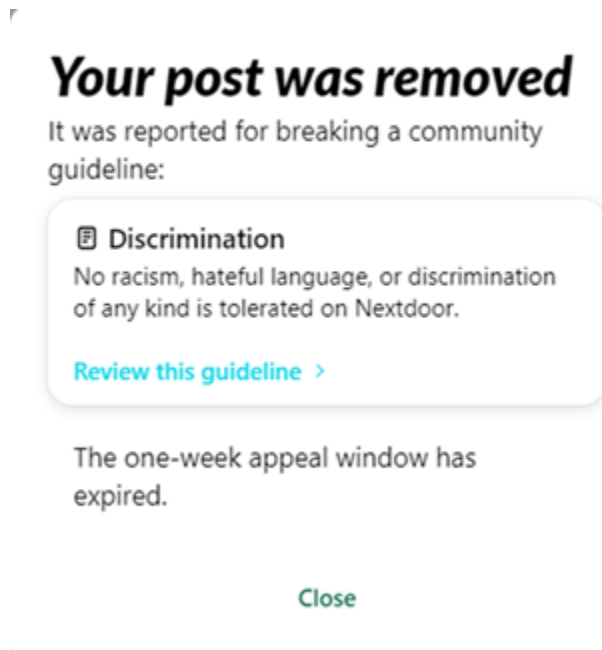 Your post was removed
It was reported for breaking a community
guideline:
Discrimination
No racism, hateful language, or discrimination
of any kind is tolerated on Nextdoor.
Review this guideline >
The one-week appeal window has
expired.
Close